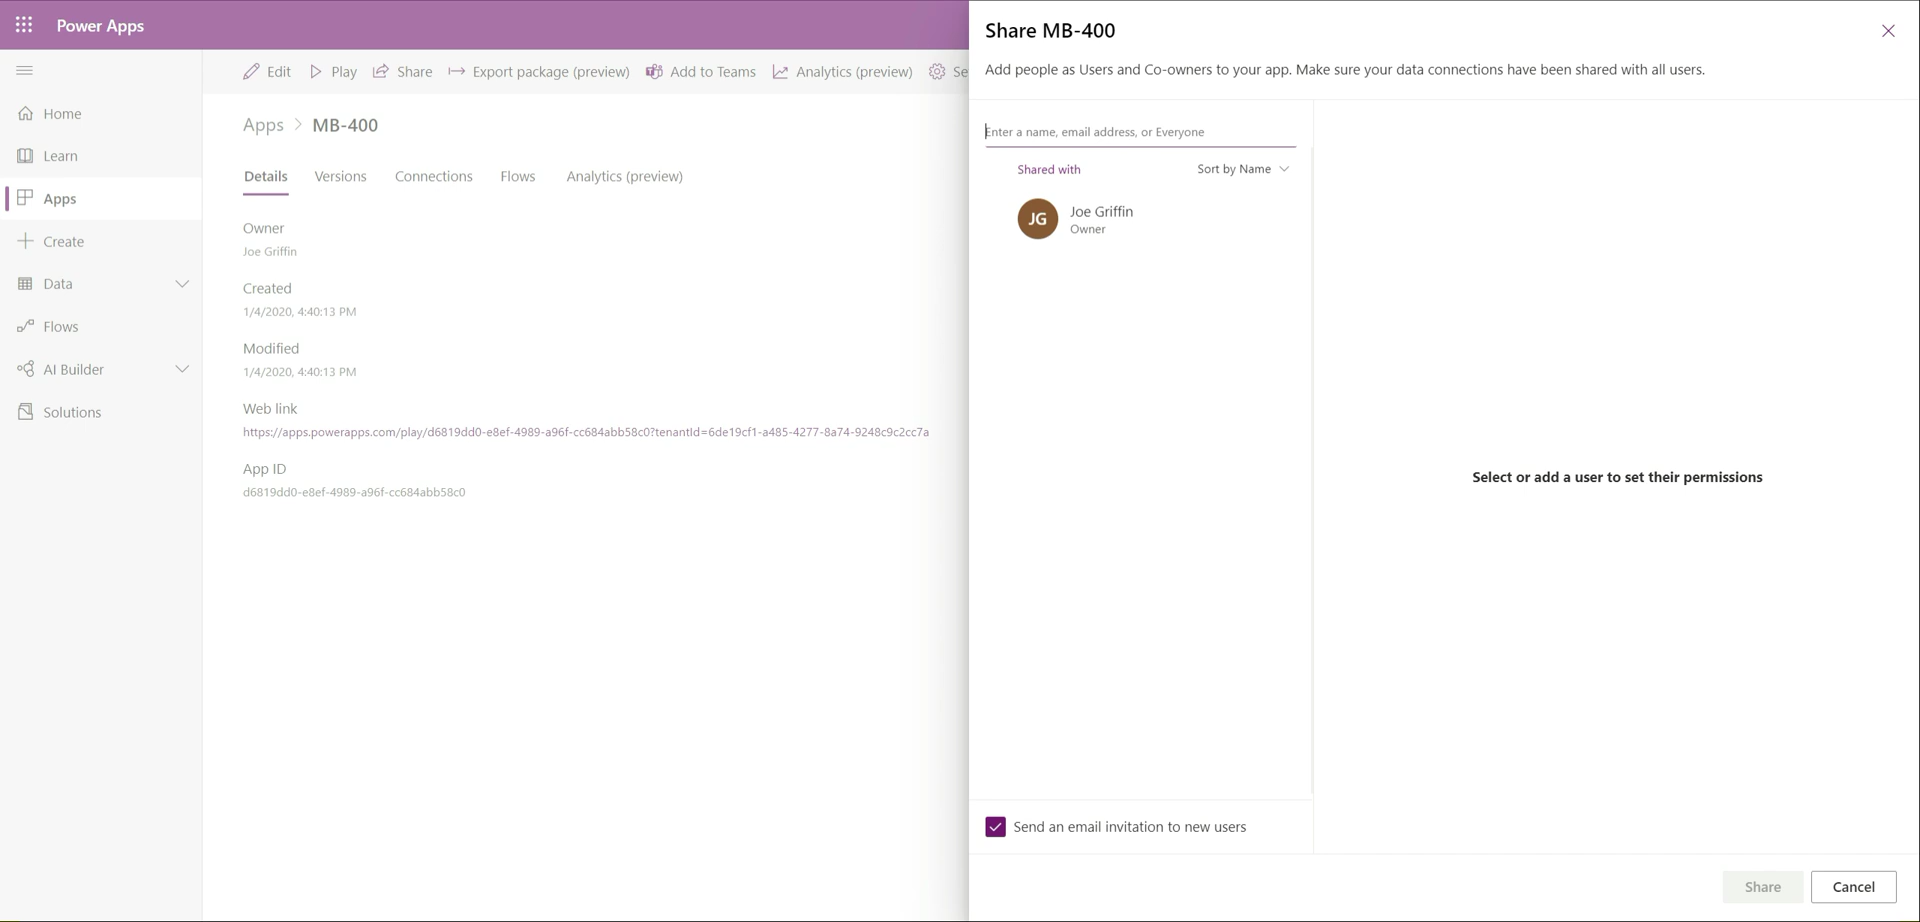 Power Apps
Home
Learn
Apps
Create
Data
Flows
AI Builder
Solutions
Edit Play Share Export package (preview) Add to Teams Analytics (preview) Se
Apps > MB-400
Details Versions Connections Flows Analytics (preview)
Owner
Joe Griffin
Created
1/4/2020, 4:40:13 PM
Modified
1/4/2020, 4:40:13 PM
Web link
https://apps.powerapps.com/play/d6819dd0-e8ef-4989-a96f-cc684abb58c0?tenantId=6de19cf1-a485-4277-8a74-9248c9c2cc7a
App ID
d6819dd0-e8ef-4989-a96f-cc684abb58c0
Share MB-400
Add people as Users and Co-owners to your app. Make sure your data connections have been shared with all users.
Enter a name, email address, or Everyone
Shared with Sort by Name
JG
Joe Griffin
Owner
Select or add a user to set their permissions
Send an email invitation to new users
Share Cancel